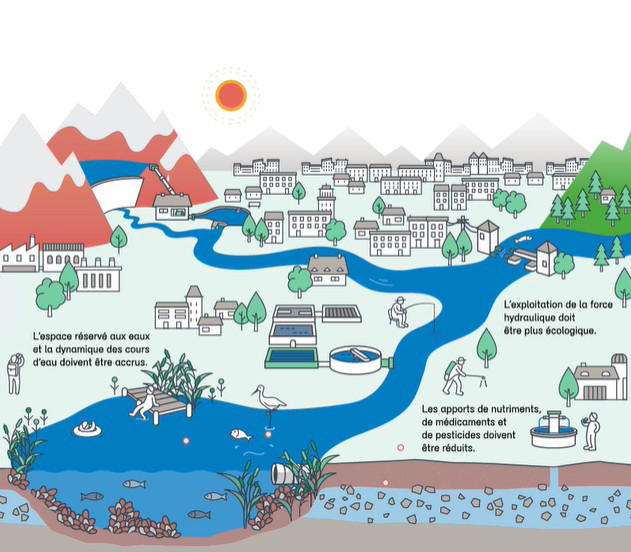 L'exploitation de la force
hydraulique doit
être plus écologique.
L'espace réservé aux eaux
et la dynamique des cours
d'eau doivent être accrus.
Les apports de nutriments,
de médicaments et
de pesticides doivent
être réduits.